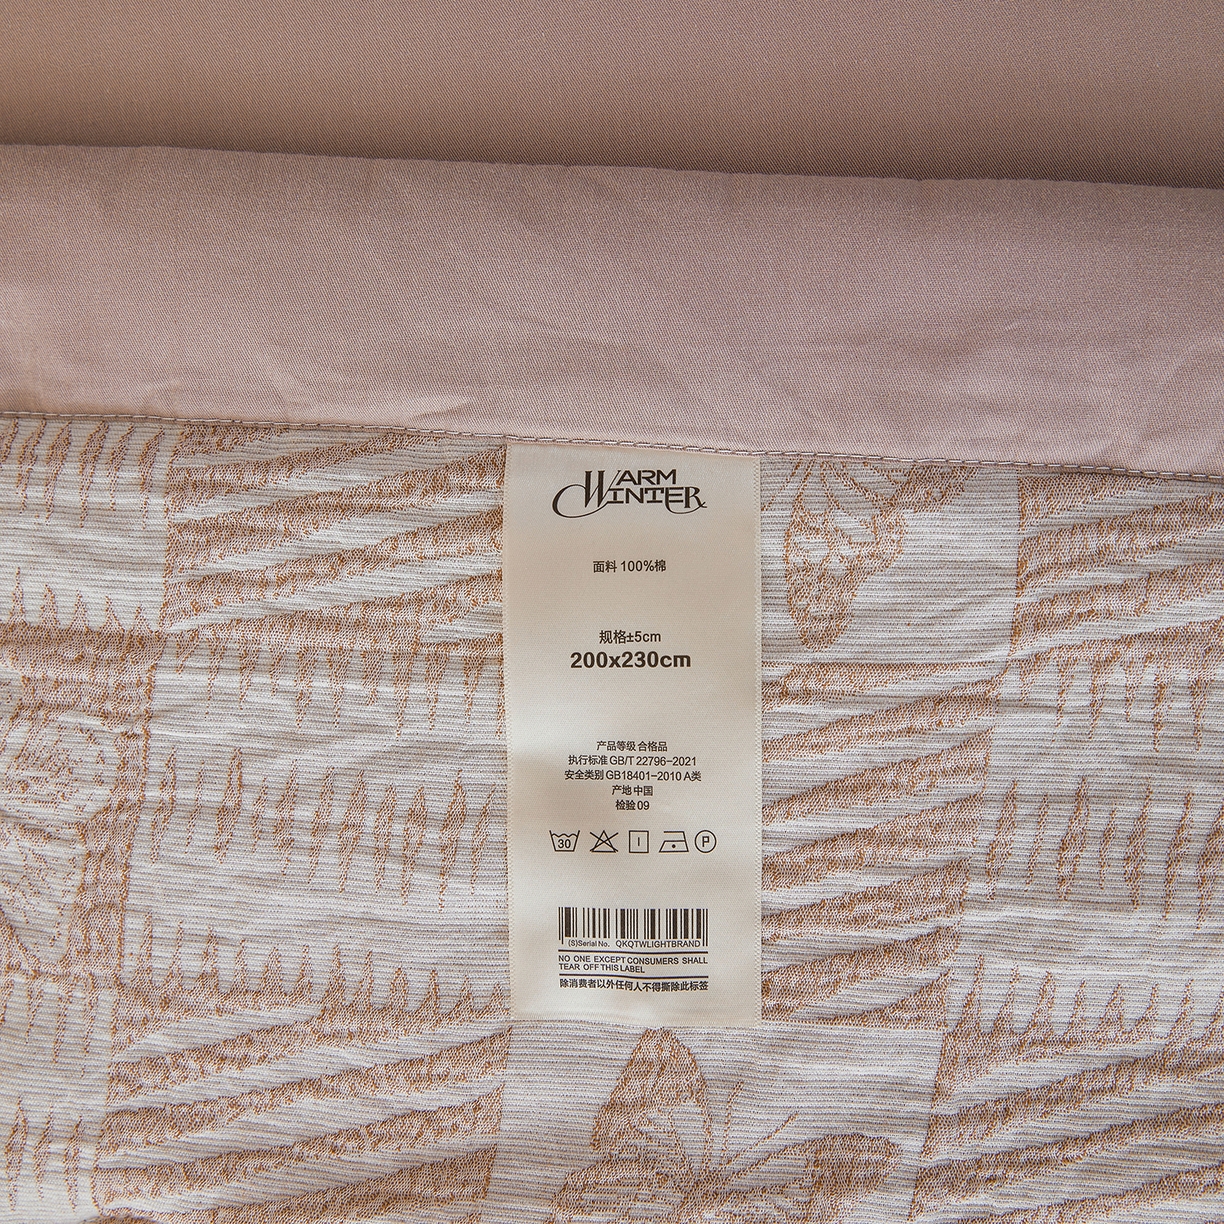 WARM
WINTER
面料 100%棉
规格±5cm
200x230cm
产品等级 合格品
执行标准 GB/T 22796-2021
安全类别 GB18401-2010 A类
产地 中国
检验 09
30 P
(S)Serial No. QKQTWLIGHTBRAND
NO ONE EXCEPT CONSUMERS SHALL
TEAR OFF THIS LABEL
除消费者以外任何人不得撕除此标签